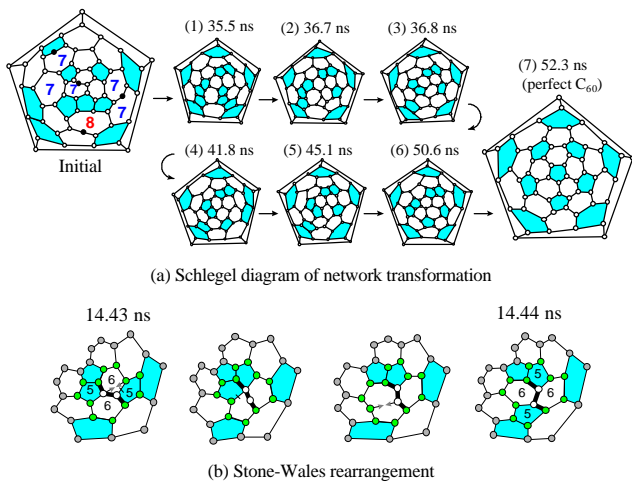 (1) 35.5 ns (2) 36.7 ns (3) 36.8 ns
(7) 52.3 ns
(perfect C60)
7
7 7 7
7
8
Initial
(4) 41.8 ns (5) 45.1 ns (6) 50.6 ns
(a) Schlegel diagram of network transformation
14.43 ns 14.44 ns
6
5 5
6
5
6 6
5
(b) Stone-Wales rearrangement